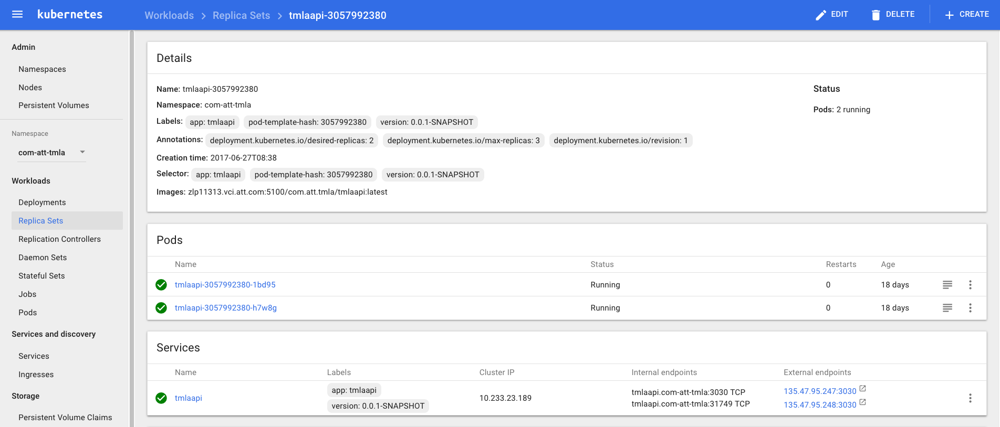 kubernetes
Workloads > Replica Sets > tmlaapi-3057992380
EDIT
DELETE
CREATE
Admin
Namespaces
Nodes
Persistent Volumes
Namespace
com-att-tmla
Workloads
Deployments
Replica Sets
Replication Controllers
Daemon Sets
Stateful Sets
Jobs
Pods
Services and discovery
Services
Ingresses
Storage
Persistent Volume Claims
Details
Name: tmlaapi-3057992380
Namespace: com-att-tmla
Labels: app: tmlaapi pod-template-hash: 3057992380 version: 0.0.1-SNAPSHOT
Annotations: deployment.kubernetes.io/desired-replicas: 2 deployment.kubernetes.io/max-replicas: 3 deployment.kubernetes.io/revision: 1
Creation time: 2017-06-27T08:38
Selector: app: tmlaapi pod-template-hash: 3057992380 version: 0.0.1-SNAPSHOT
Images: zlp11313.vci.att.com:5100/com.att.tmla/tmlaapi:latest
Status
Pods: 2 running
Pods
Name Status Restarts Age
tmlaapi-3057992380-1bd95 Running 0 18 days
tmlaapi-3057992380-h7w8g Running 0 18 days
Services
Name Labels Cluster IP Internal endpoints External endpoints
tmlaapi
app: tmlaapi
version: 0.0.1-SNAPSHOT
10.233.23.189
tmlaapi.com-att-tmla:3030 TCP
tmlaapi.com-att-tmla:31749 TCP
135.47.95.247:3030
135.47.95.248:3030